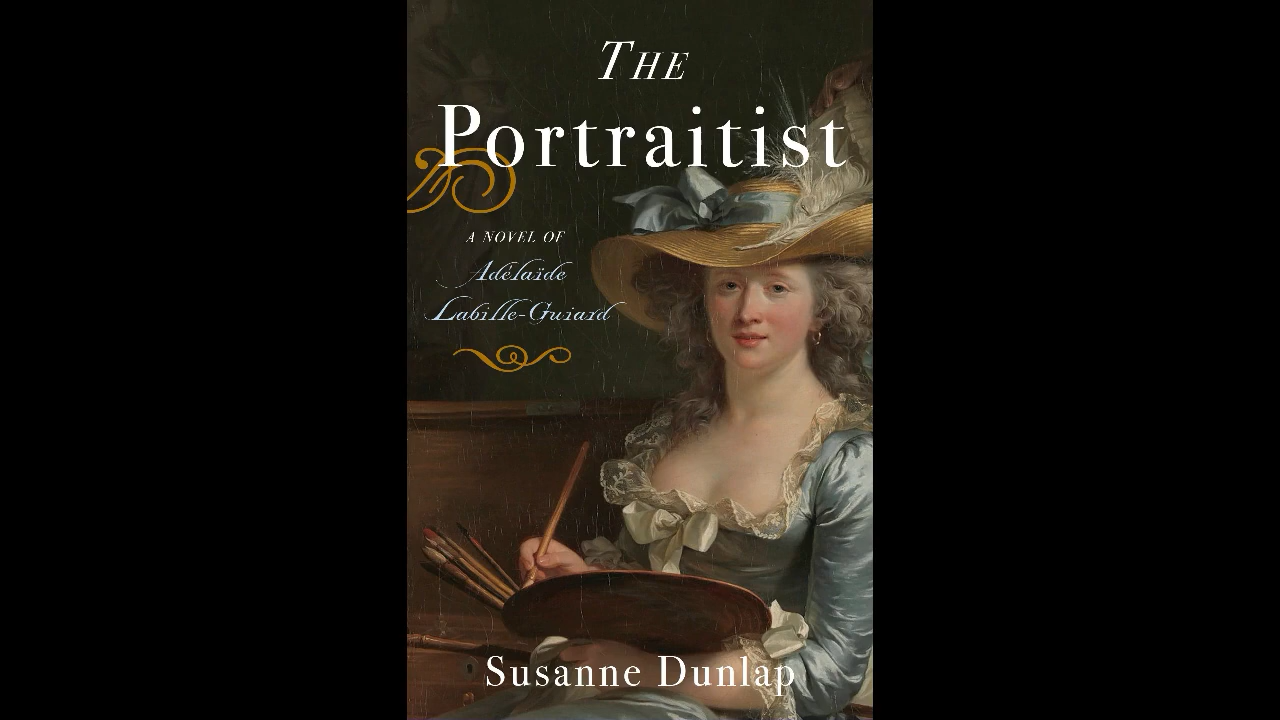 The
Portraitist
A NOVEL OF
Adélaïde
Labille-Guiard
Susanne Dunlap